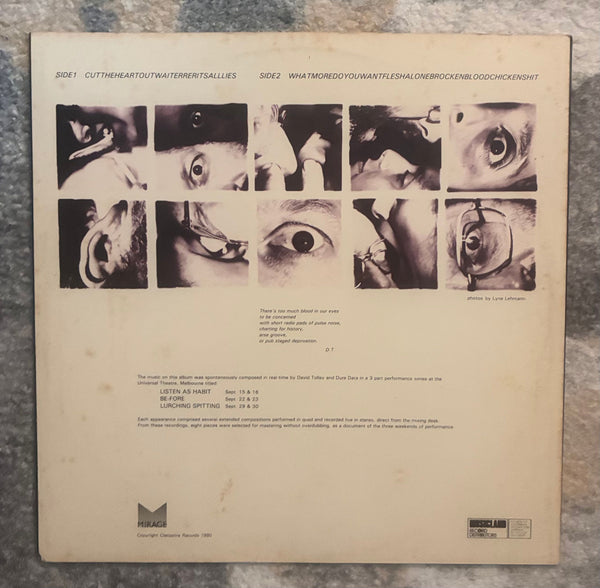 SIDE1 CUTTHEHEARTOUTWAITERRERITSALLLIES SIDE2 WHATMOREDOYOUWANTFLESHALONEBROCKENBLOODCHICKENSHIT
photos by Lyne Lehmann
There's too much blood in our eyes
to be concerned
with short radio pads of pulse noise,
charting for history,
arse groove,
or pub staged deprivation.
D.T
The music on this album was spontaneously composed in real-time by David Tolley and Dure Dara in a 3 part performance series at the
Universal Theatre, Melbourne titled:
LISTEN AS HABIT Sept. 15 & 16
BE-FORE Sept. 22 & 23
LURCHING SPITTING Sept. 29 & 30
Each appearance comprised several extended compositions performed in quad and recorded live in stereo, direct from the mixing desk.
From these recordings, eight pieces were selected for mastering without overdubbing, as a document of the three weekends of performance.
MIRAGE
Copyright Cleopatra Records 1980
MUSICLAND
RECORD
DISTRIBUTORS